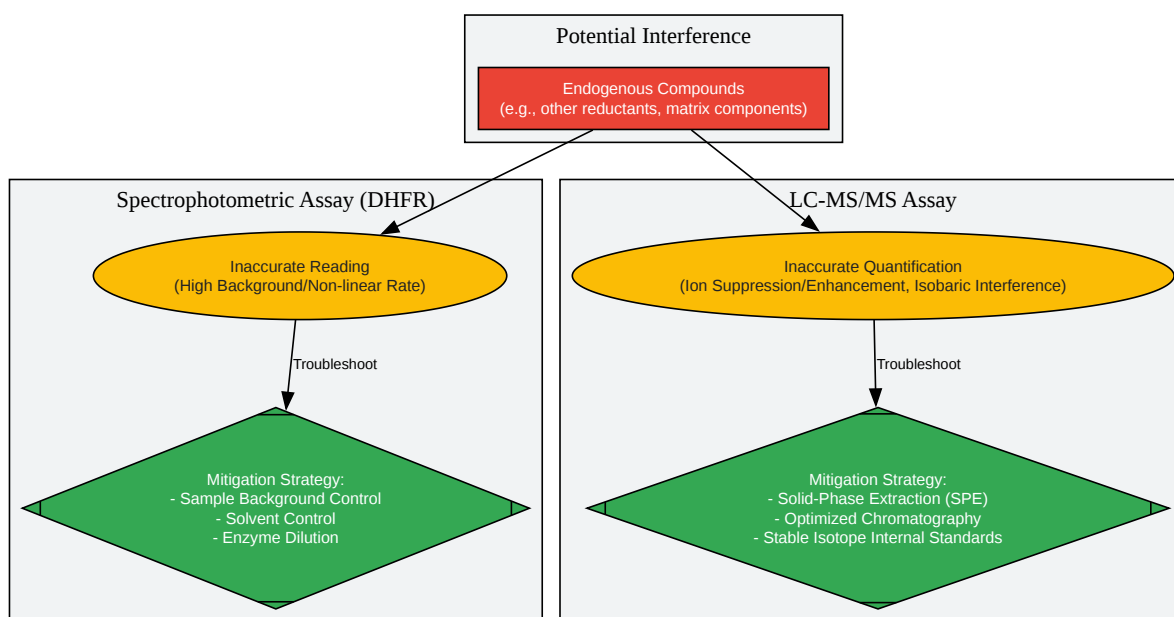 Potential Interference
Endogenous Compounds
(e.g., other reductants, matrix components)
Spectrophotometric Assay (DHFR)
Inaccurate Reading
(High Background/Non-linear Rate)
Troubleshoot
Mitigation Strategy:
- Sample Background Control
- Solvent Control
- Enzyme Dilution
LC-MS/MS Assay
Inaccurate Quantification
(Ion Suppression/Enhancement, Isobaric Interference)
Troubleshoot
Mitigation Strategy:
- Solid-Phase Extraction (SPE)
- Optimized Chromatography
- Stable Isotope Internal Standards